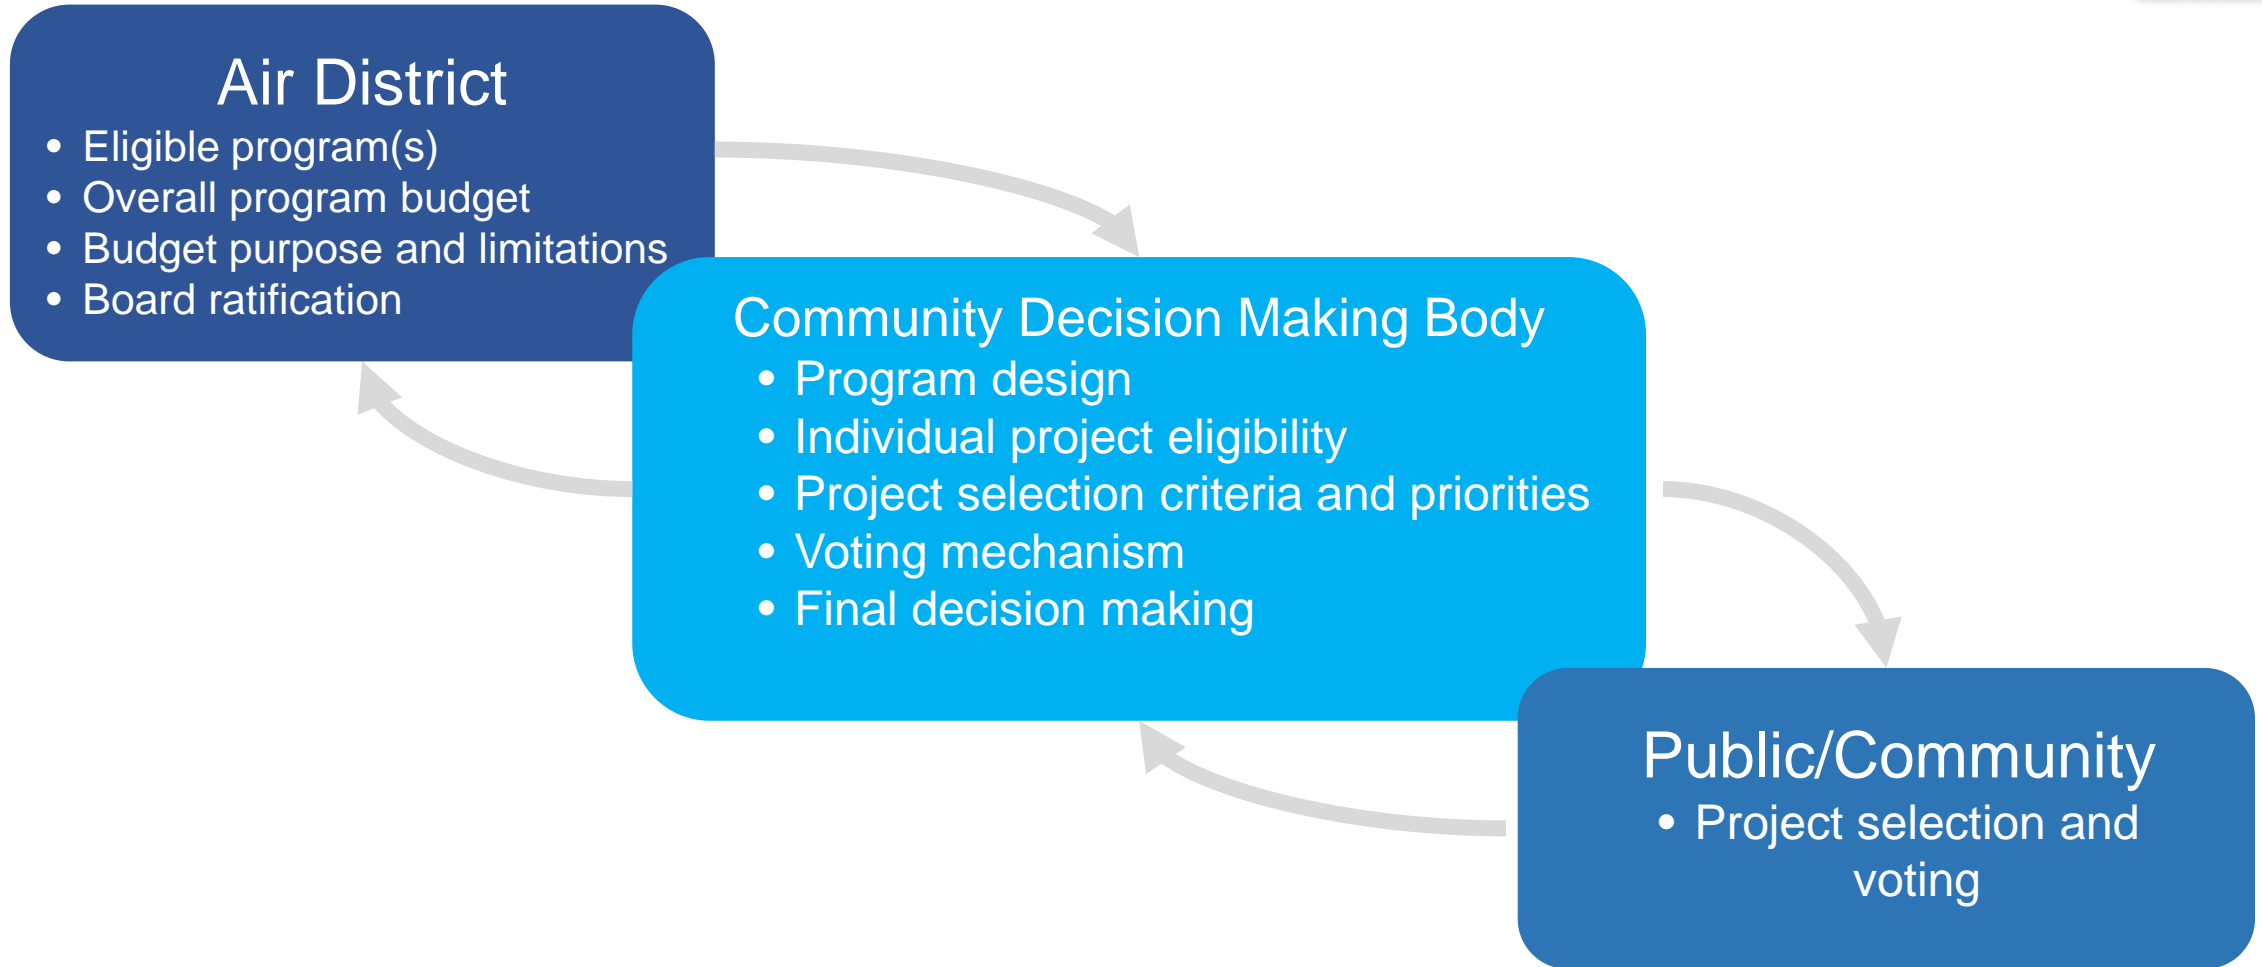 Air District
• Eligible program(s)
• Overall program budget
• Budget purpose and limitations
• Board ratification
Community Decision Making Body
• Program design
• Individual project eligibility
• Project selection criteria and priorities
• Voting mechanism
• Final decision making
Public/Community
• Project selection and
voting